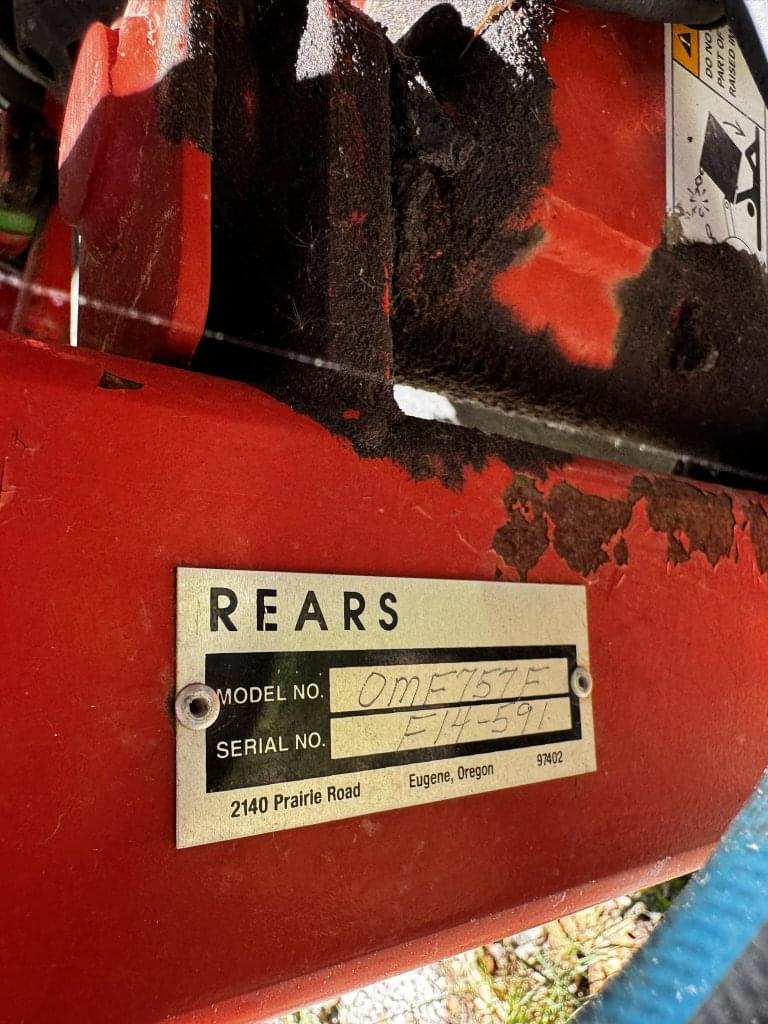 DO NO
PART OF
RAISED IM
REARS
MODEL NO. OMF757F
SERIAL NO. F14-591
2140 Prairie Road Eugene, Oregon 97402